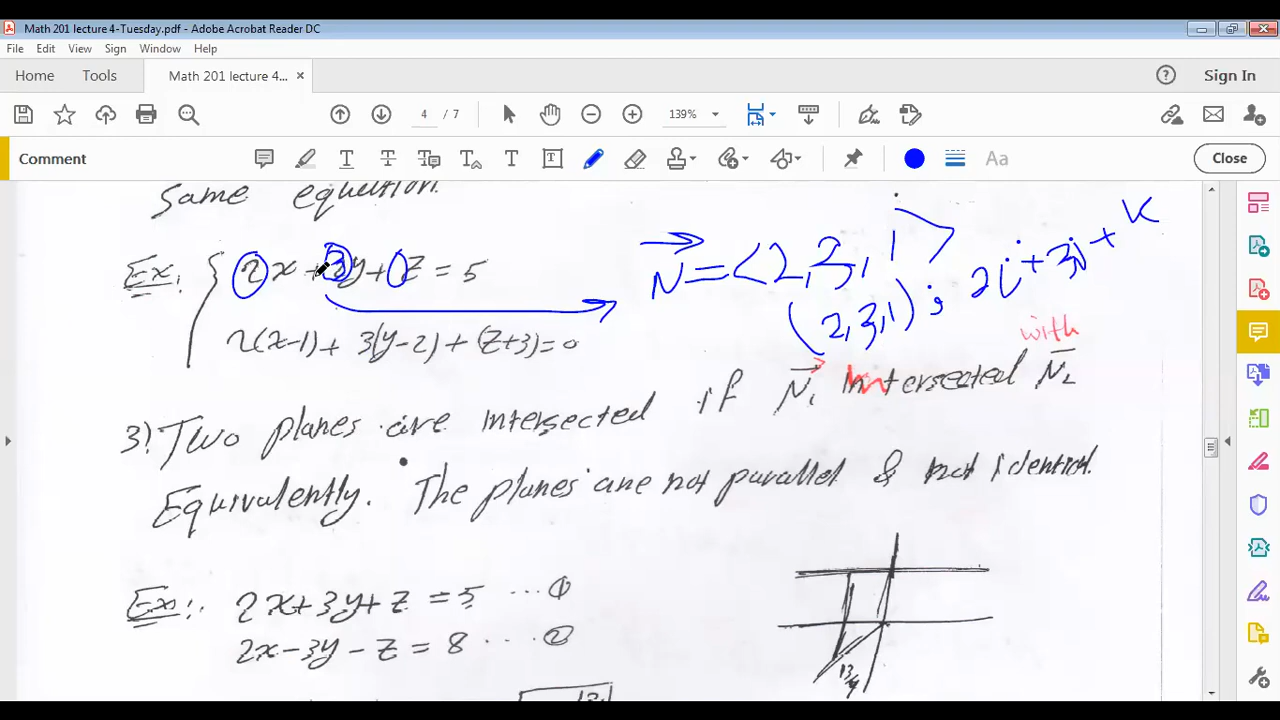 Math 201 lecture 4-Tuesday.pdf - Adobe Acrobat Reader DC
File Edit View Sign Window Help
Home Tools Math 201 lecture 4... × Sign In
4 / 7 139%
Comment Aa Close
Same equation.
Ex: 2x+3y+1z = 5
N = <2,3,1>
(2,3,1); 2i+3j+k
2(x-1)+ 3(y-2)+(z+3)=0
with
3) Two planes are intersected if N1 intersected N2
Equivalently. The planes are not parallel & not identical.
Ex: 2x+3y+z =5 ... ①
2x-3y-z = 8 ... ②
13/4